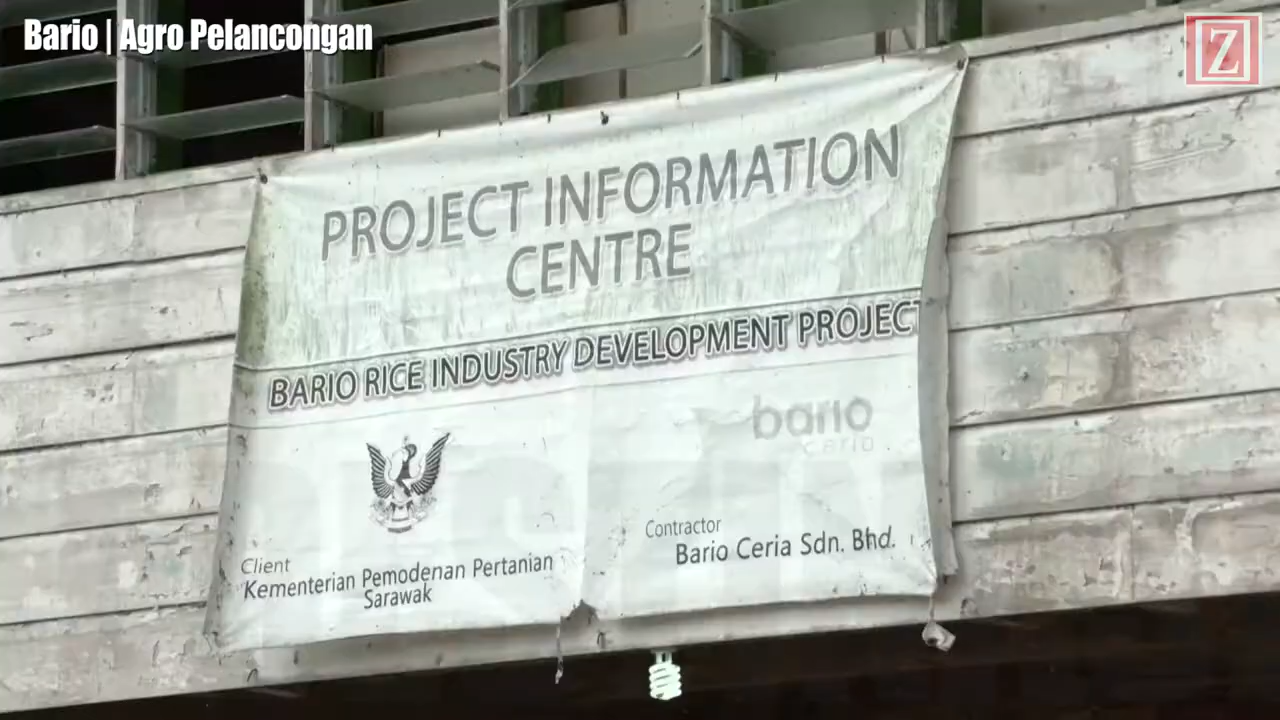 Bario | Agro Pelancongan
Z
PROJECT INFORMATION
CENTRE
BARIO RICE INDUSTRY DEVELOPMENT PROJECT
bario
ceria
Client
Kementerian Pemodenan Pertanian
Sarawak
Contractor
Bario Ceria Sdn. Bhd.